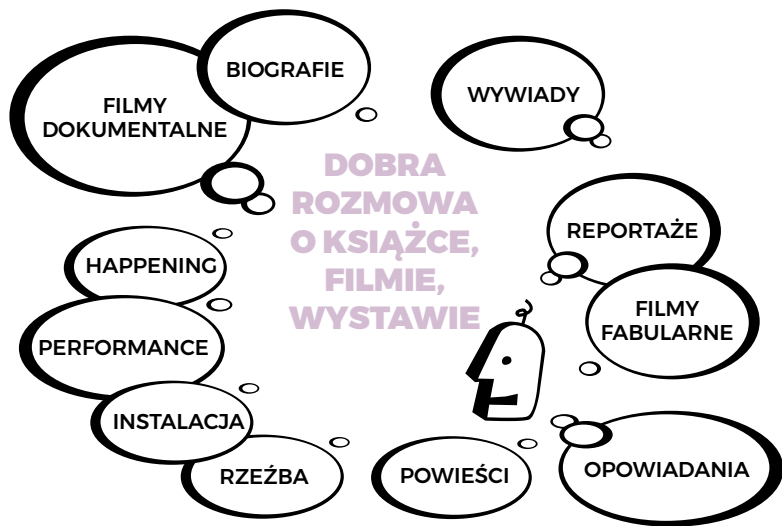 BIOGRAFIE
FILMY
DOKUMENTALNE
WYWIADY
DOBRA
ROZMOWA
O KSIĄŻCE,
FILMIE,
WYSTAWIE
REPORTAŻE
HAPPENING
FILMY
FABULARNE
PERFORMANCE
INSTALACJA
RZEŹBA
POWIEŚCI
OPOWIADANIA